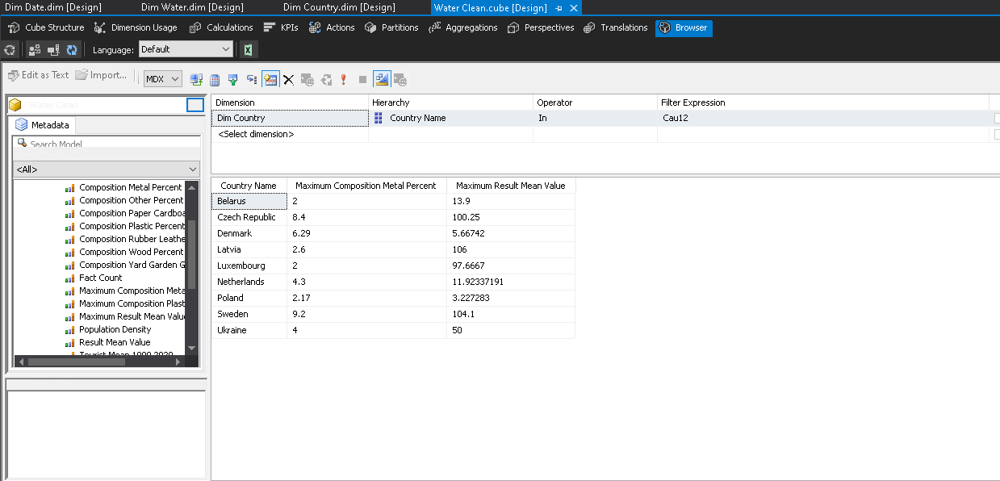 Dim Date.dim [Design] Dim Water.dim [Design] Dim Country.dim [Design] Water Clean.cube [Design]
Cube Structure Dimension Usage Calculations KPIs Actions Partitions Aggregations Perspectives Translations Browser
Language: Default
Edit as Text Import... MDX
Water Clean
Metadata
Search Model
<All>
Composition Metal Percent
Composition Other Percent
Composition Paper Cardboa
Composition Plastic Percent
Composition Rubber Leathe
Composition Wood Percent
Composition Yard Garden G
Fact Count
Maximum Composition Meta
Maximum Composition Plast
Maximum Result Mean Valu
Population Density
Result Mean Value
Tourist Mean 1990 2020
Dimension Hierarchy Operator Filter Expression
Dim Country Country Name In Cau12
<Select dimension>
Country Name Maximum Composition Metal Percent Maximum Result Mean Value
Belarus 2 13.9
Czech Republic 8.4 100.25
Denmark 6.29 5.66742
Latvia 2.6 106
Luxembourg 2 97.6667
Netherlands 4.3 11.92337191
Poland 2.17 3.227283
Sweden 9.2 104.1
Ukraine 4 50